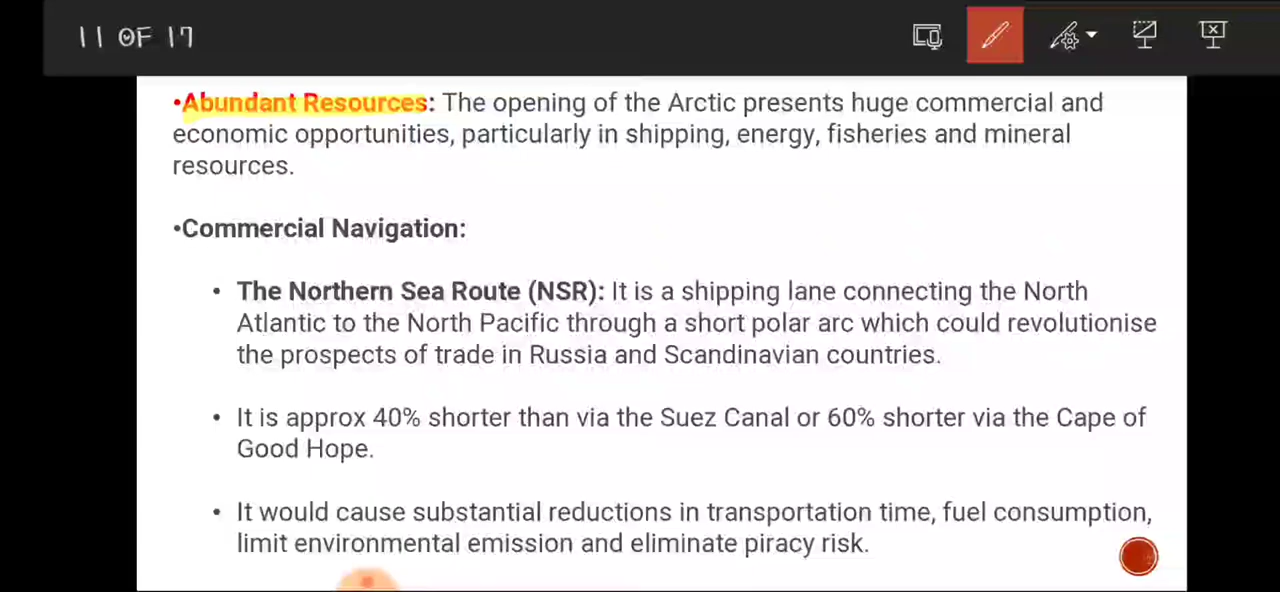 11 OF 17
•Abundant Resources: The opening of the Arctic presents huge commercial and
economic opportunities, particularly in shipping, energy, fisheries and mineral
resources.
•Commercial Navigation:
• The Northern Sea Route (NSR): It is a shipping lane connecting the North
Atlantic to the North Pacific through a short polar arc which could revolutionise
the prospects of trade in Russia and Scandinavian countries.
• It is approx 40% shorter than via the Suez Canal or 60% shorter via the Cape of
Good Hope.
• It would cause substantial reductions in transportation time, fuel consumption,
limit environmental emission and eliminate piracy risk.